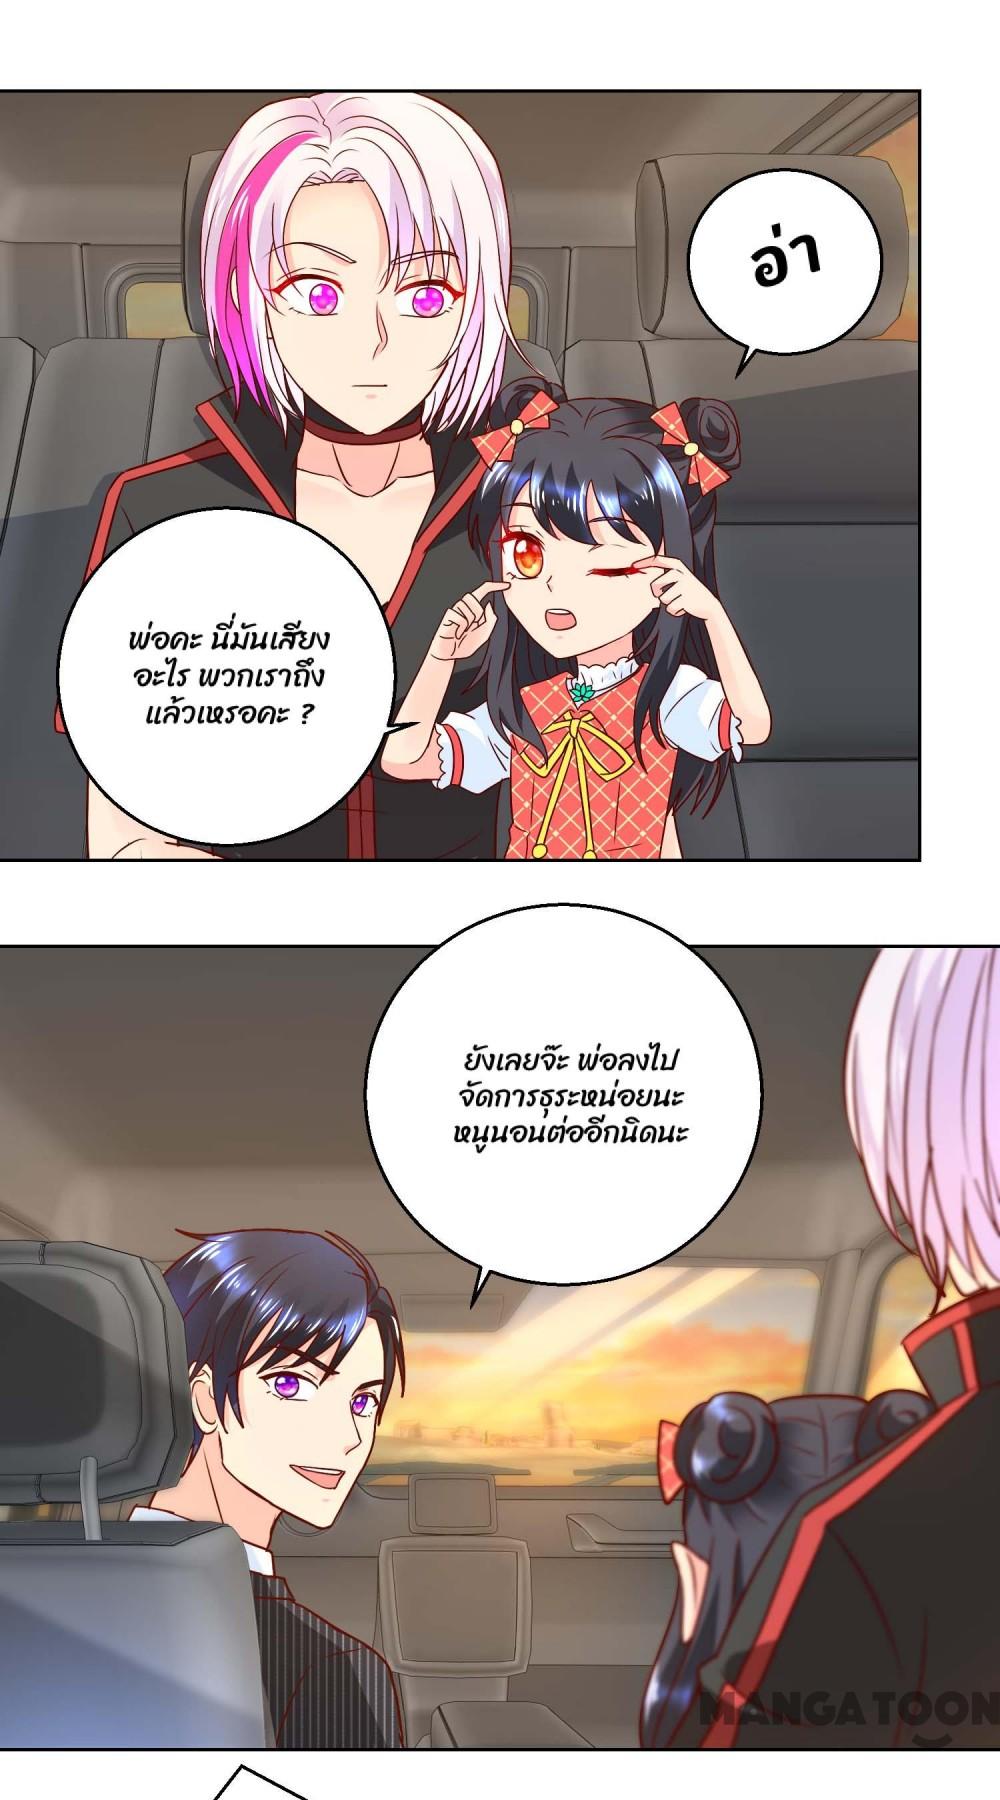 อ่า
พ่อคะ นี่มันเสียง
อะไร พวกเราถึง
แล้วเหรอคะ ?
ยังเลยจ๊ะ พ่อลงไป
จัดการธุระหน่อยนะ
หนูนอนต่ออีกนิดนะ
MANGATOON